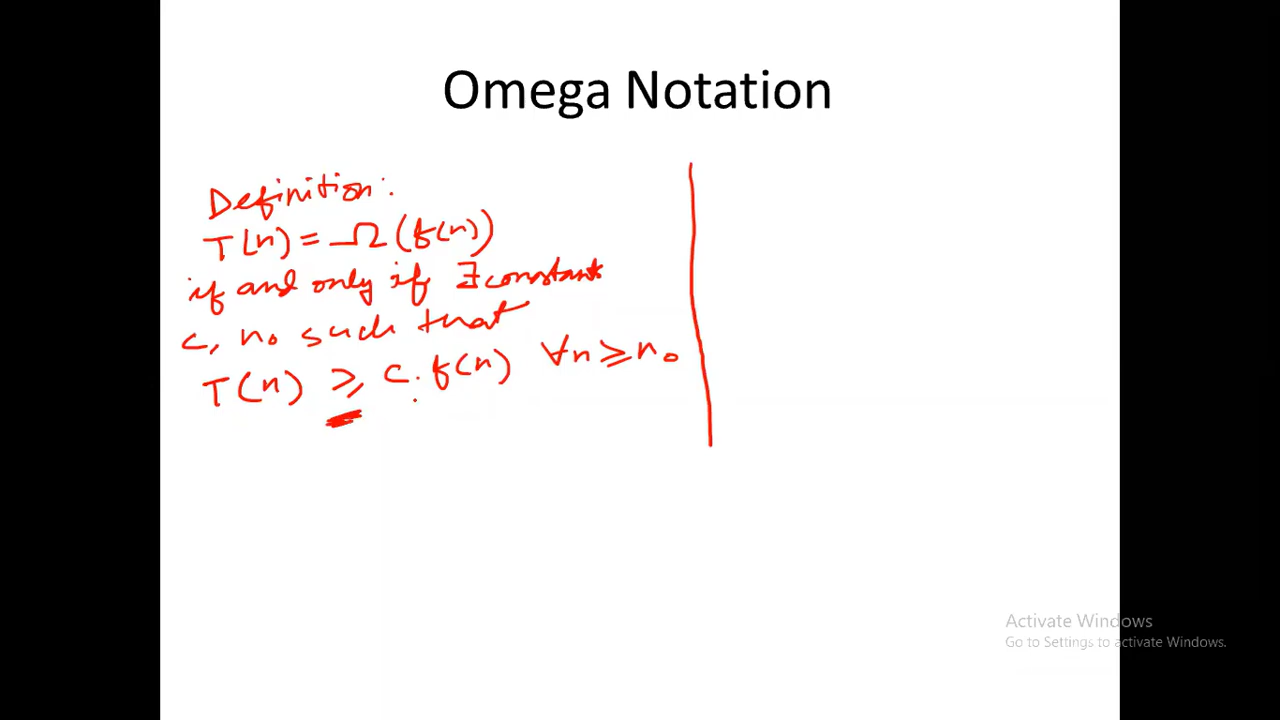 Omega Notation
Definition:
T(n) = Ω (f(n))
if and only if ∃ constants
c, n₀ such that
T(n) ≥ c·f(n) ∀n ≥ n₀
Activate Windows
Go to Settings to activate Windows.